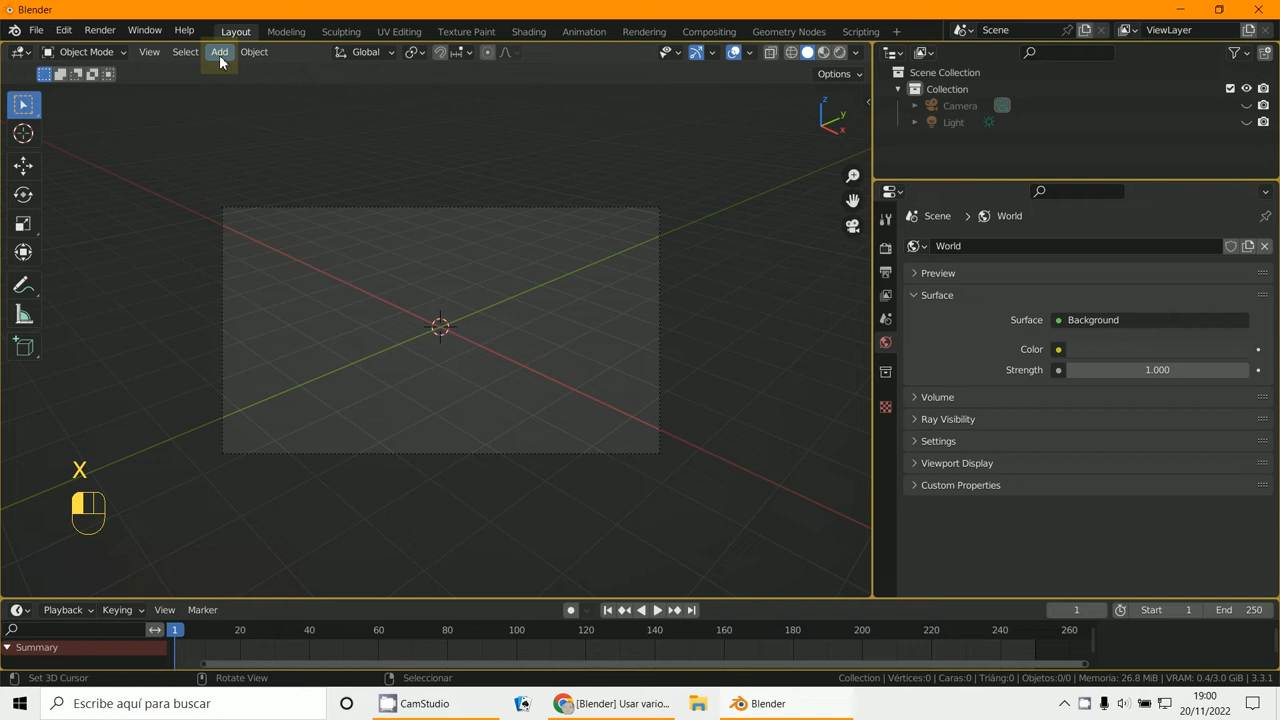 Blender
File Edit Render Window Help Layout Modeling Sculpting UV Editing Texture Paint Shading Animation Rendering Compositing Geometry Nodes Scripting Scene ViewLayer
Object Mode View Select Add Object Global
Options
Scene Collection
Collection
Camera
Light
Z
Y
X
Scene > World
World
Preview
Surface
Surface Background
Color
Strength 1.000
Volume
Ray Visibility
Settings
Viewport Display
Custom Properties
X
Playback Keying View Marker 1 Start 1 End 250
1 20 40 60 80 100 120 140 160 180 200 220 240 260
Summary
Set 3D Cursor Rotate View Seleccionar Collection | Vértices:0 | Caras:0 | Triáng:0 | Objetos:0/0 | Memoria: 26.8 MiB | VRAM: 0.4/3.0 GiB | 3.3.1
Escribe aquí para buscar CamStudio [Blender] Usar vario... Blender 19:00
20/11/2022